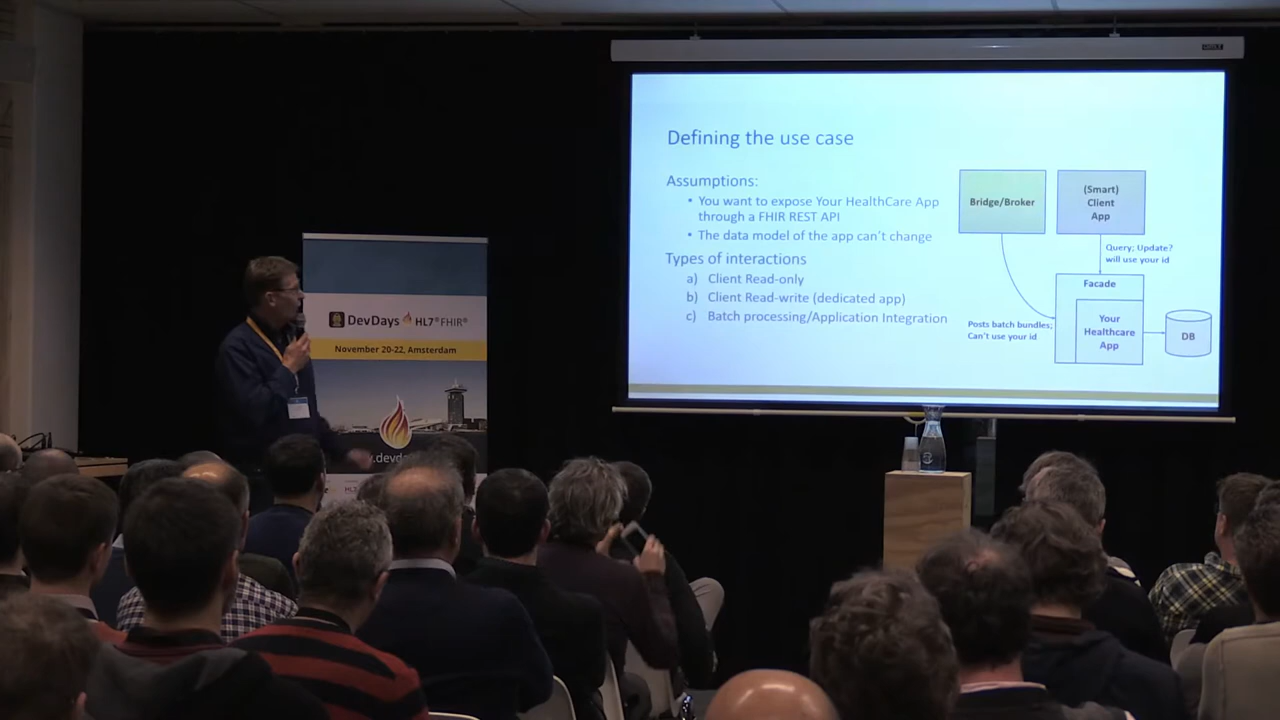 Defining the use case
Assumptions:
• You want to expose Your HealthCare App
through a FHIR REST API
• The data model of the app can't change
Types of interactions
a) Client Read-only
b) Client Read-write (dedicated app)
c) Batch processing/Application Integration
Bridge/Broker
(Smart)
Client
App
Query; Update?
will use your id
Facade
Your
Healthcare
App
DB
Posts batch bundles;
Can't use your id
DevDays HL7® FHIR®
November 20-22, Amsterdam